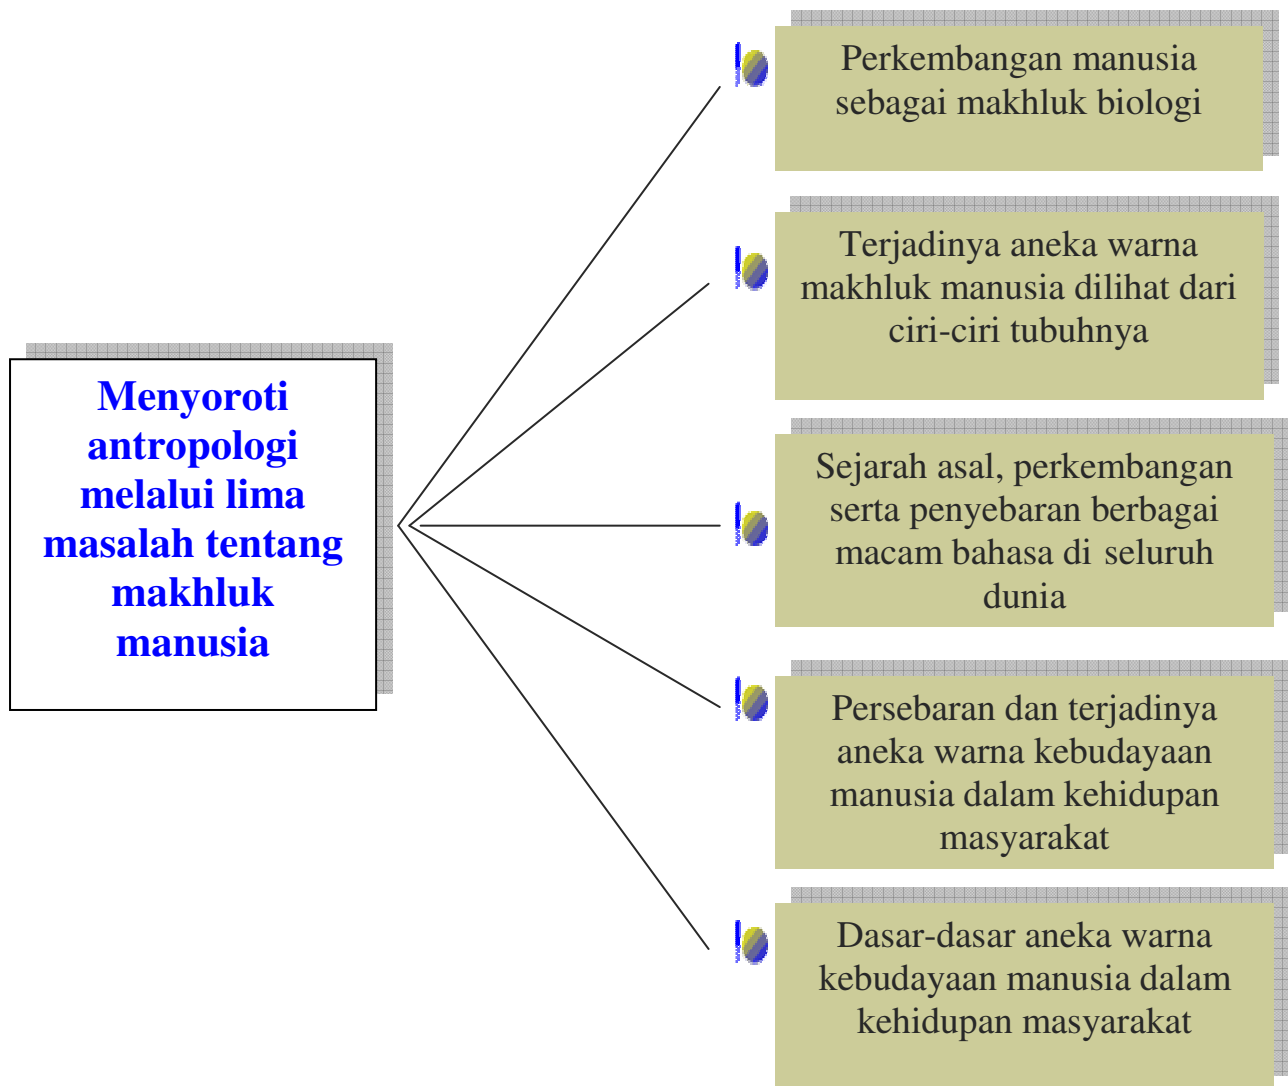 Perkembangan manusia
sebagai makhluk biologi
Terjadinya aneka warna
makhluk manusia dilihat dari
ciri-ciri tubuhnya
Menyoroti
antropologi
melalui lima
masalah tentang
makhluk
manusia
Sejarah asal, perkembangan
serta penyebaran berbagai
macam bahasa di seluruh
dunia
Persebaran dan terjadinya
aneka warna kebudayaan
manusia dalam kehidupan
masyarakat
Dasar-dasar aneka warna
kebudayaan manusia dalam
kehidupan masyarakat